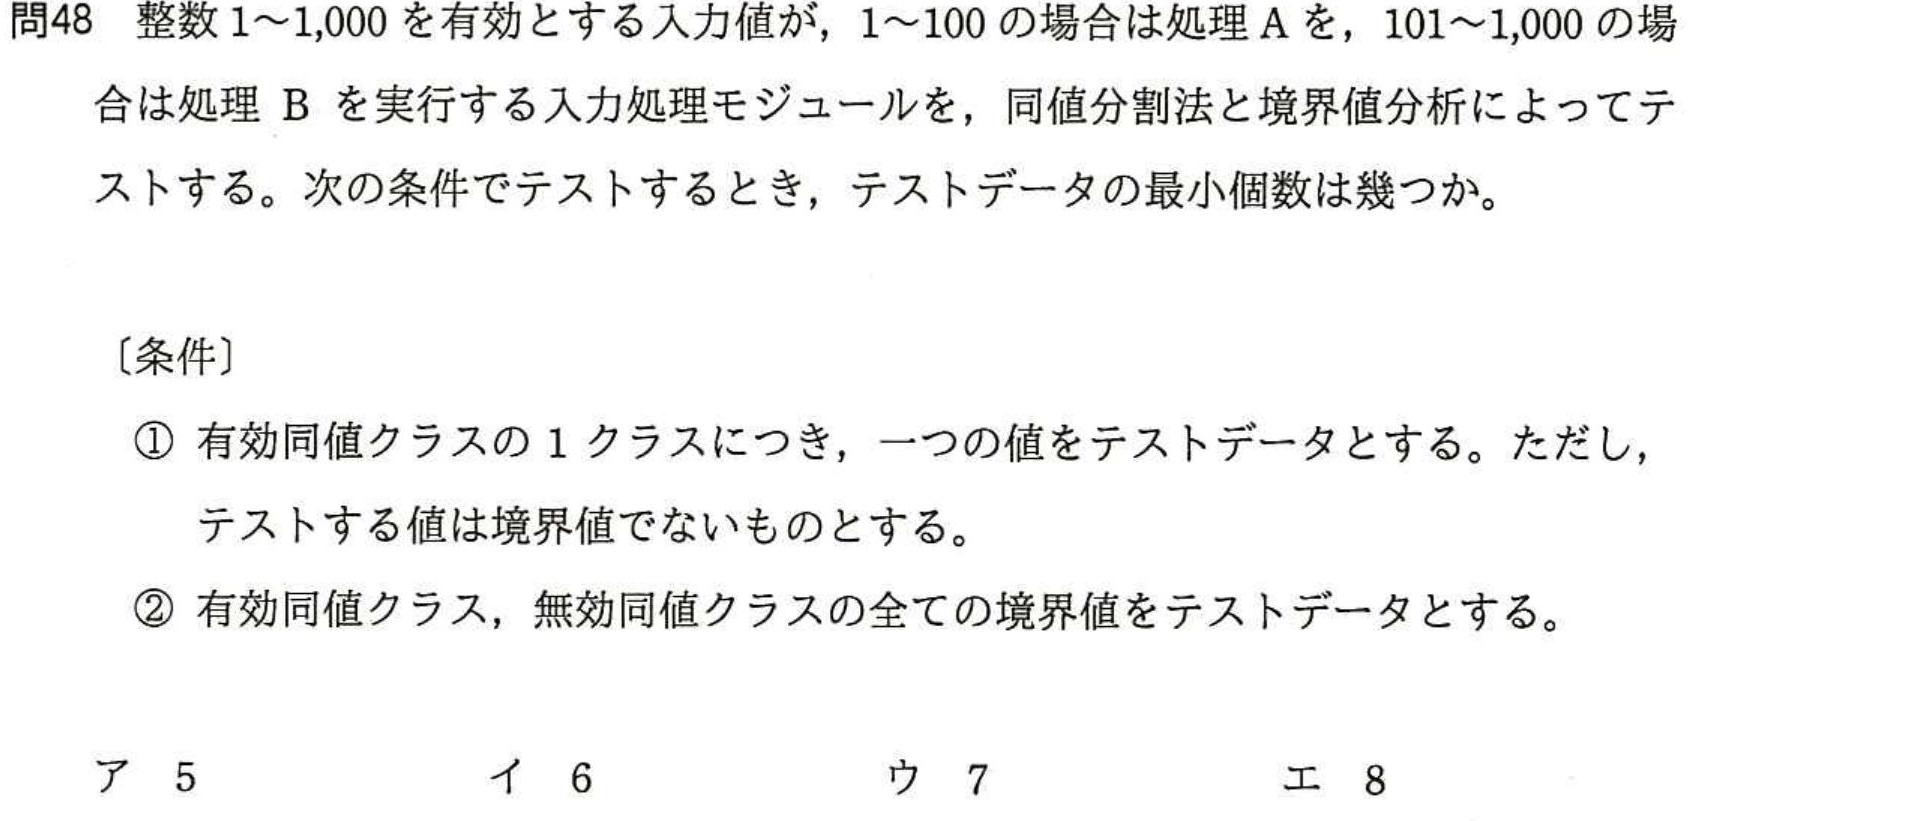 問48 整数 1〜1,000 を有効とする入力値が，1〜100 の場合は処理 A を，101〜1,000 の場
合は処理 B を実行する入力処理モジュールを，同値分割法と境界値分析によってテ
ストする。次の条件でテストするとき，テストデータの最小個数は幾つか。
〔条件〕
① 有効同値クラスの 1 クラスにつき，一つの値をテストデータとする。ただし，
テストする値は境界値でないものとする。
② 有効同値クラス，無効同値クラスの全ての境界値をテストデータとする。
ア 5 イ 6 ウ 7 エ 8